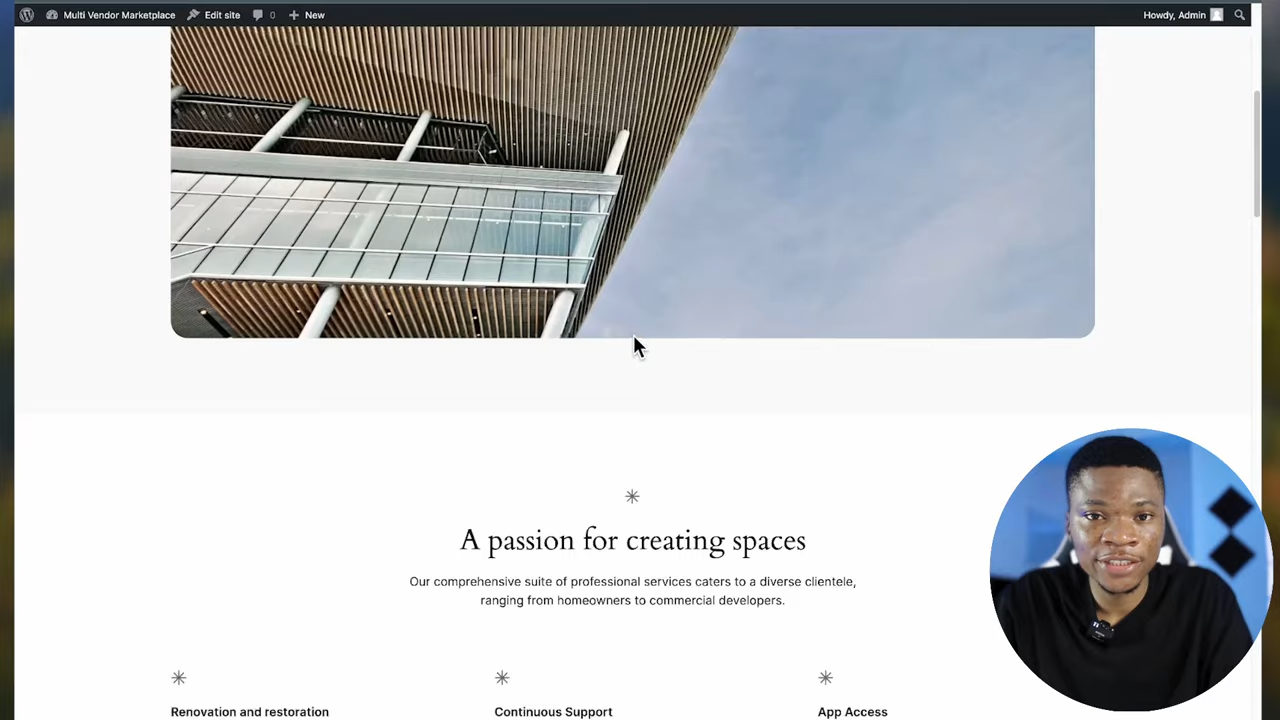 Multi Vendor Marketplace Edit site 0 New Howdy, Admin
A passion for creating spaces
Our comprehensive suite of professional services caters to a diverse clientele,
ranging from homeowners to commercial developers.
Renovation and restoration Continuous Support App Access